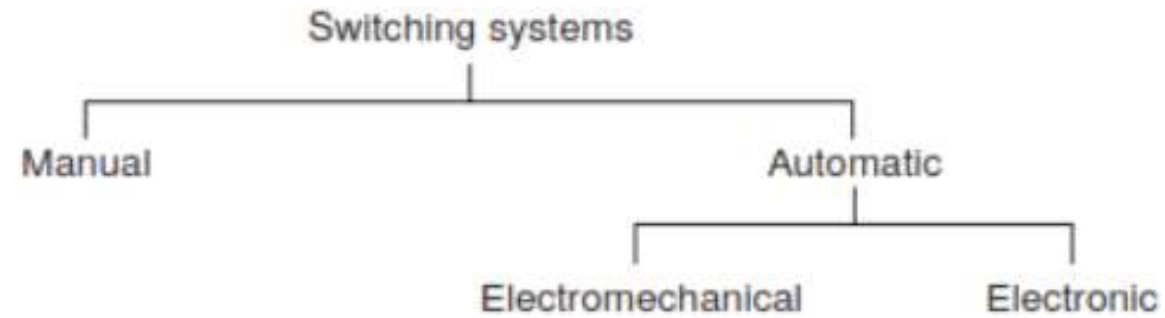 Switching systems
Manual
Automatic
Electromechanical
Electronic